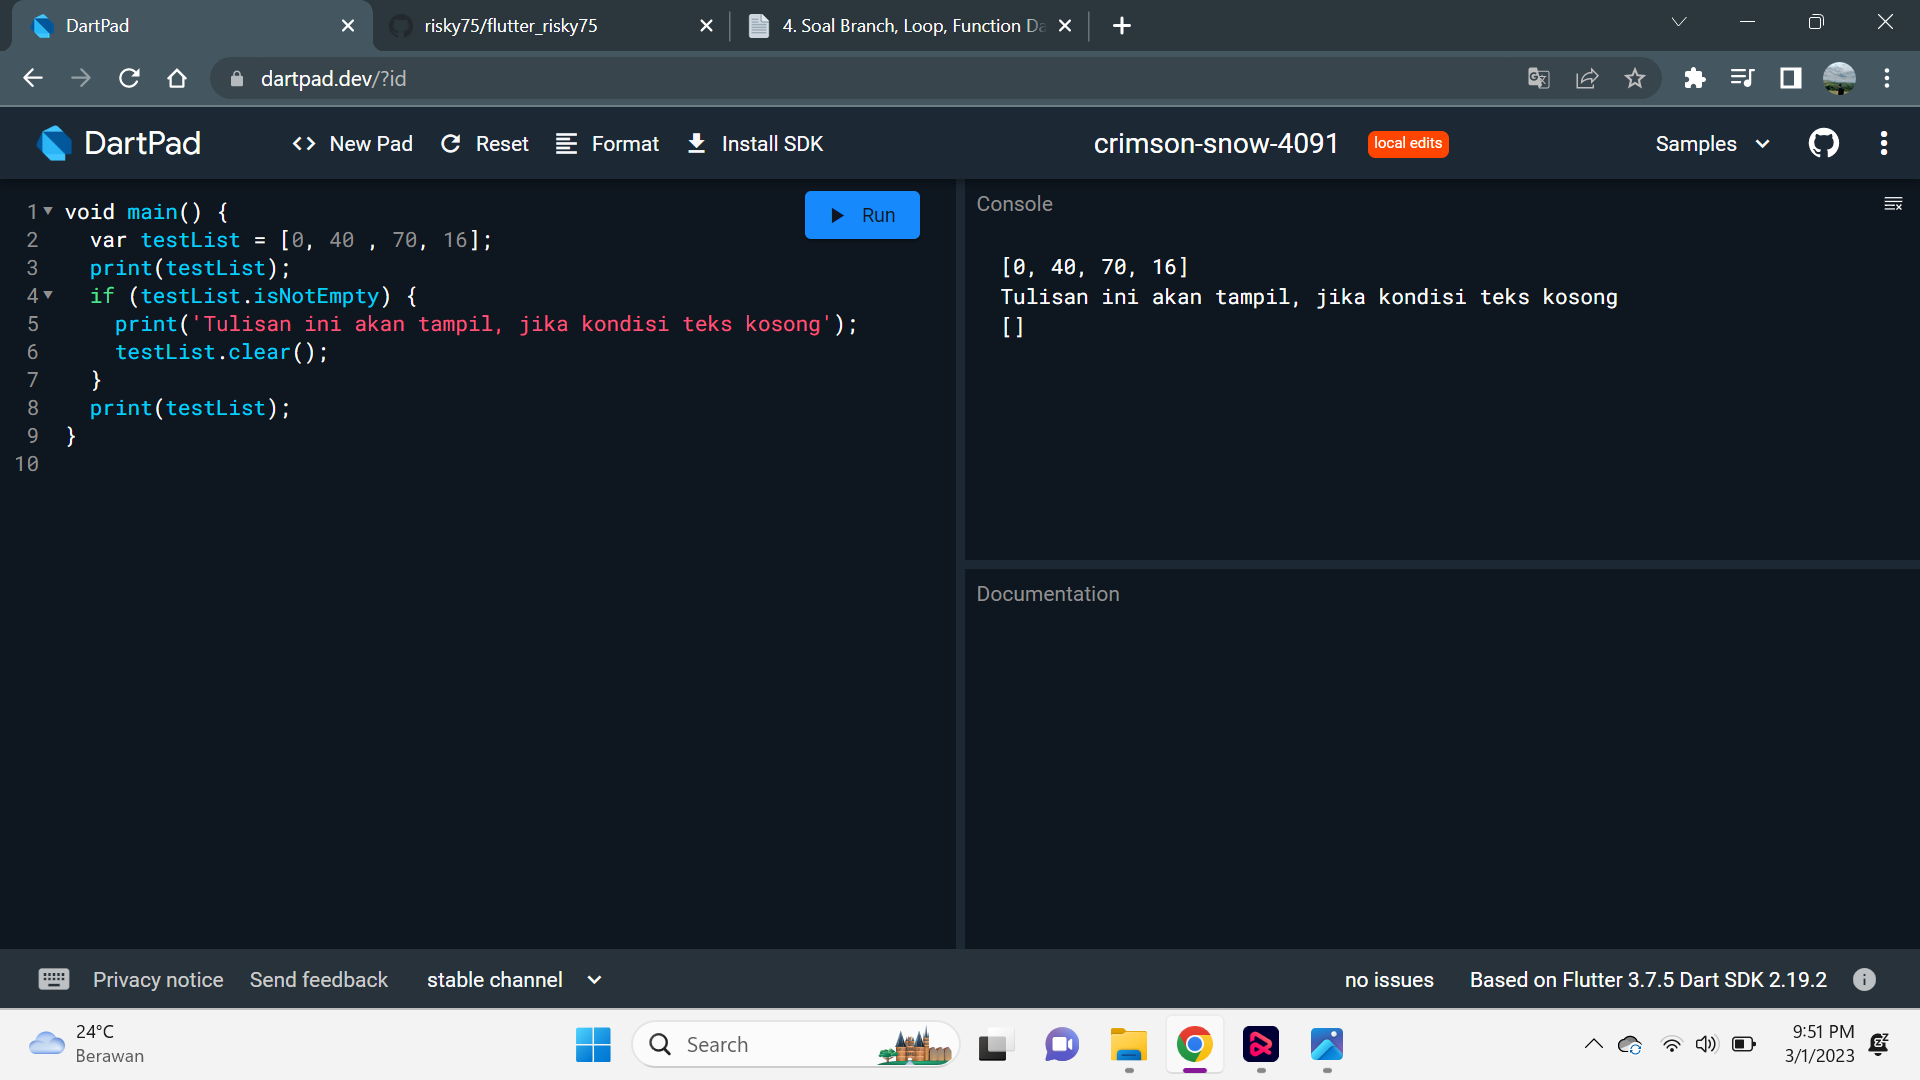 DartPad
risky75/flutter_risky75
4. Soal Branch, Loop, Function Da
dartpad.dev/?id
DartPad
<> New Pad
Reset
Format
Install SDK
crimson-snow-4091
local edits
Samples
1 void main() {
2 var testList = [0, 40 , 70, 16];
3 print(testList);
4 if (testList.isNotEmpty) {
5 print('Tulisan ini akan tampil, jika kondisi teks kosong');
6 testList.clear();
7 }
8 print(testList);
9 }
10
Run
Console
[0, 40, 70, 16]
Tulisan ini akan tampil, jika kondisi teks kosong
[]
Documentation
Privacy notice
Send feedback
stable channel
no issues
Based on Flutter 3.7.5 Dart SDK 2.19.2
24°C
Berawan
Search
9:51 PM
3/1/2023